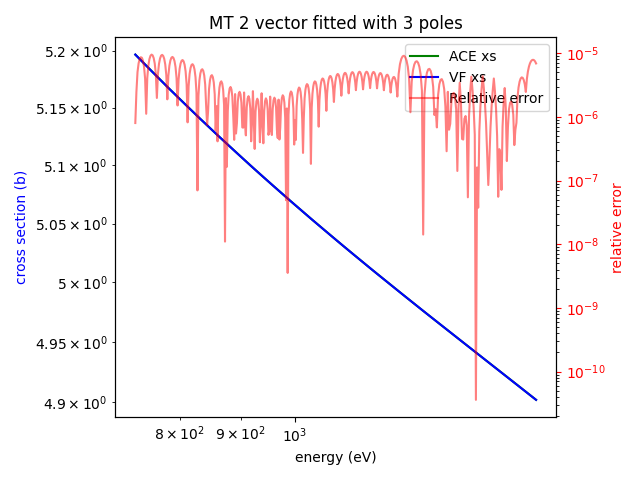 MT 2 vector fitted with 3 poles
ACE xs
VF xs
Relative error
5.2 × 10⁰
5.15 × 10⁰
5.1 × 10⁰
5.05 × 10⁰
5 × 10⁰
4.95 × 10⁰
4.9 × 10⁰
cross section (b)
10⁻⁵
10⁻⁶
10⁻⁷
10⁻⁸
10⁻⁹
10⁻¹⁰
relative error
8 × 10² 9 × 10² 10³
energy (eV)